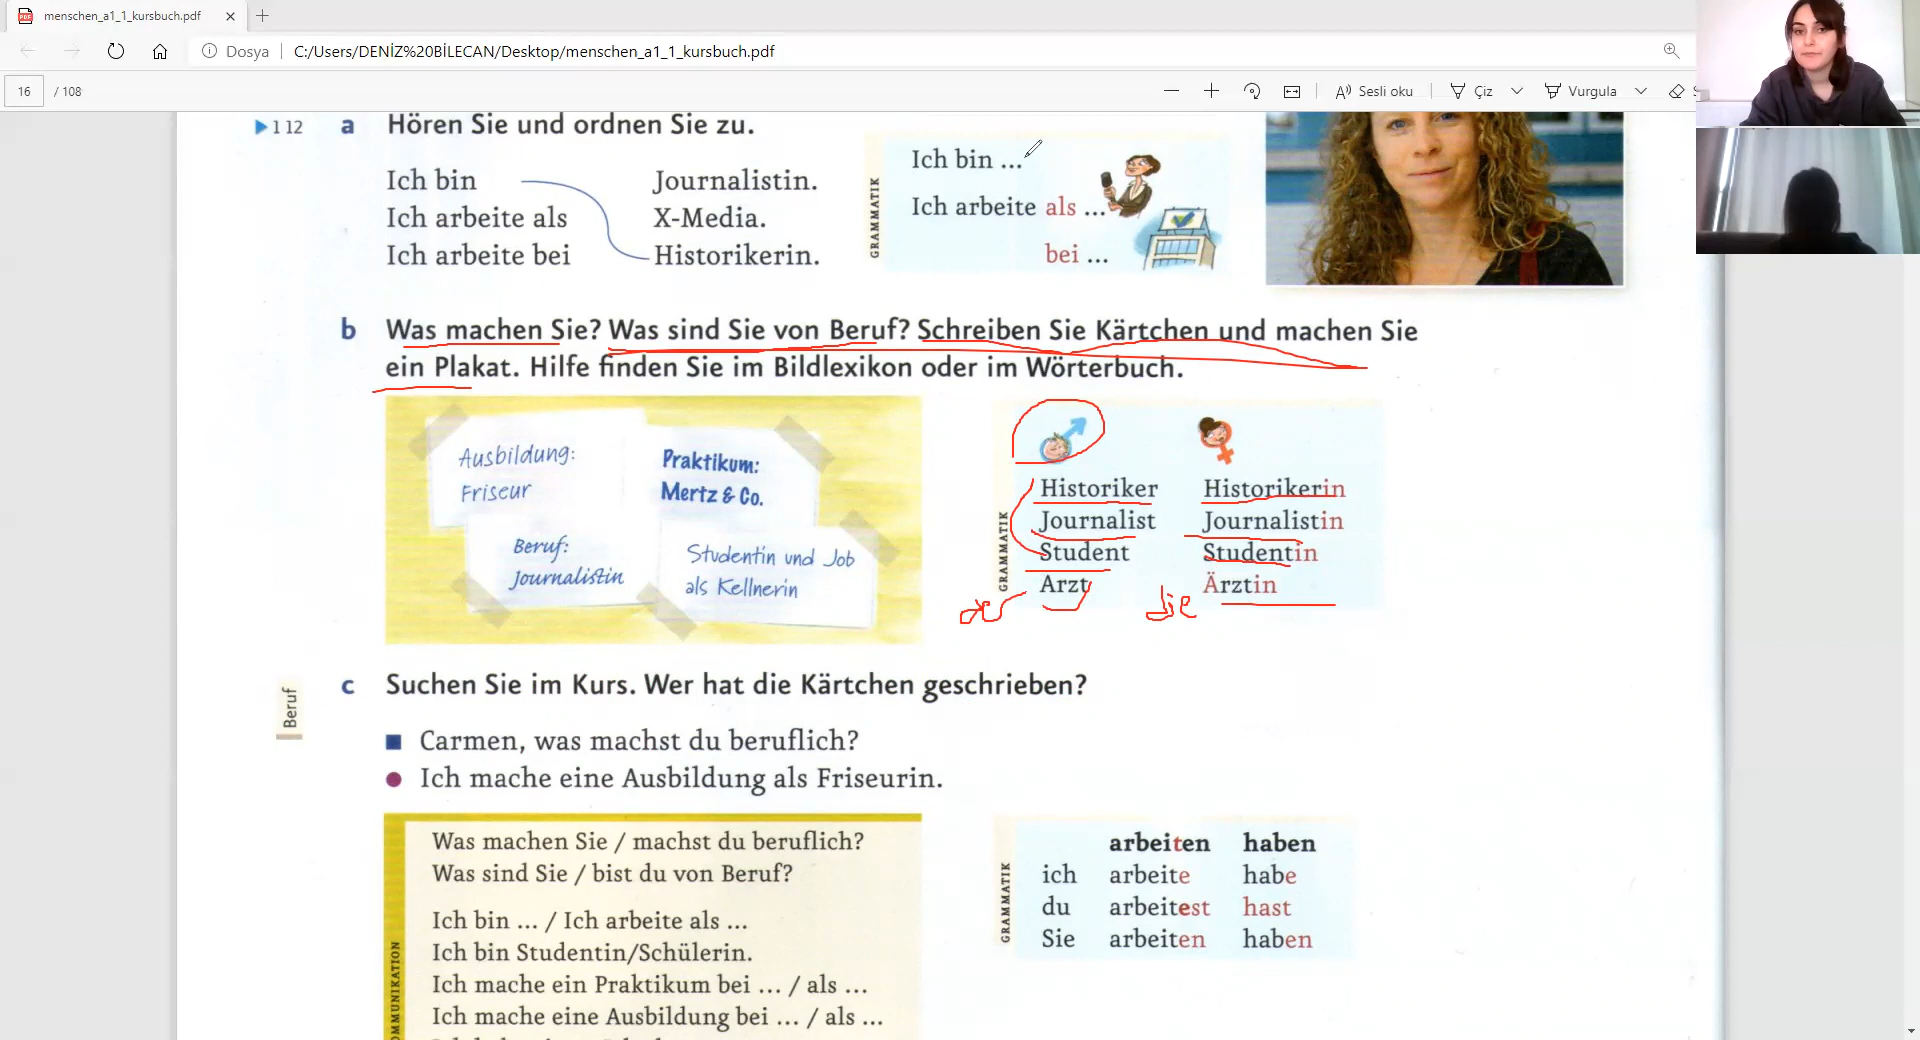 menschen_a1_1_kursbuch.pdf
Dosya
C:/Users/DENİZ%20BİLECAN/Desktop/menschen_a1_1_kursbuch.pdf
16 / 108
Sesli oku
Çiz
Vurgula
1 12
a Hören Sie und ordnen Sie zu.
Ich bin
Ich arbeite als
Ich arbeite bei
Journalistin.
X-Media.
Historikerin.
GRAMMATIK
Ich bin ...
Ich arbeite als ...
bei ...
b Was machen Sie? Was sind Sie von Beruf? Schreiben Sie Kärtchen und machen Sie
ein Plakat. Hilfe finden Sie im Bildlexikon oder im Wörterbuch.
Ausbildung:
Friseur
Praktikum:
Mertz & Co.
Beruf:
Journalistin
Studentin und Job
als Kellnerin
GRAMMATIK
Historiker Historikerin
Journalist Journalistin
Student Studentin
Arzt Ärztin
die
Beruf
c Suchen Sie im Kurs. Wer hat die Kärtchen geschrieben?
Carmen, was machst du beruflich?
Ich mache eine Ausbildung als Friseurin.
Was machen Sie / machst du beruflich?
Was sind Sie / bist du von Beruf?
Ich bin ... / Ich arbeite als ...
Ich bin Studentin/Schülerin.
Ich mache ein Praktikum bei ... / als ...
Ich mache eine Ausbildung bei ... / als ...
GRAMMATIK
arbeiten haben
ich arbeite habe
du arbeitest hast
Sie arbeiten haben